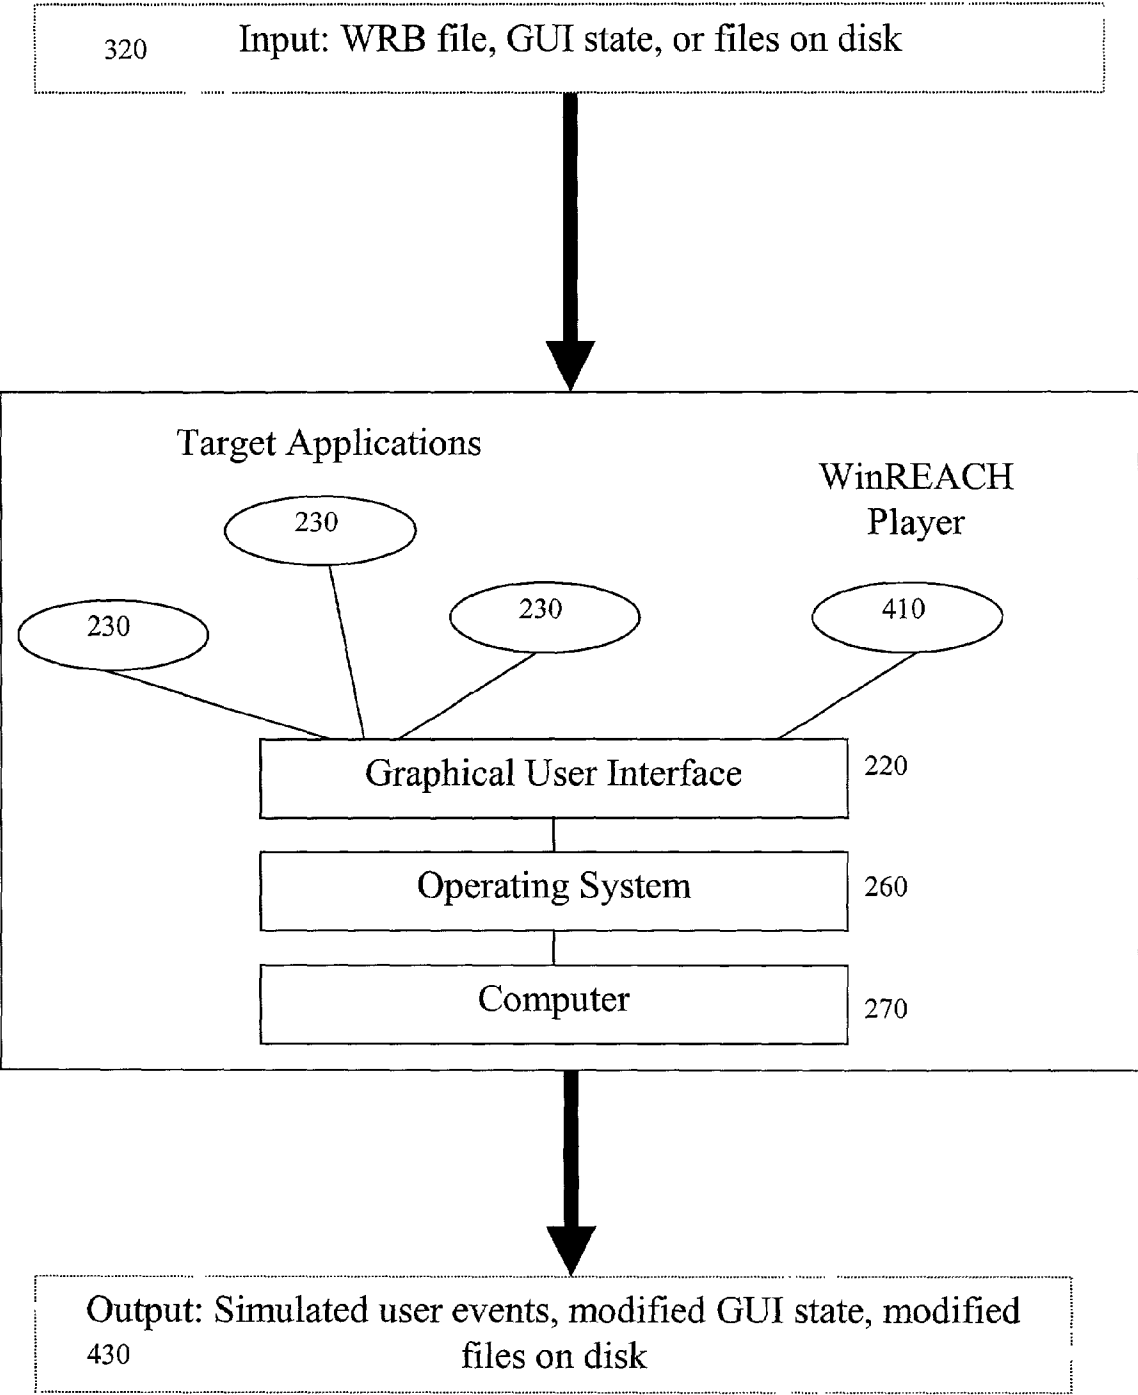 320 Input: WRB file, GUI state, or files on disk
Target Applications
WinREACH
Player
230
230
230
410
Graphical User Interface 220
Operating System 260
Computer 270
Output: Simulated user events, modified GUI state, modified
430 files on disk